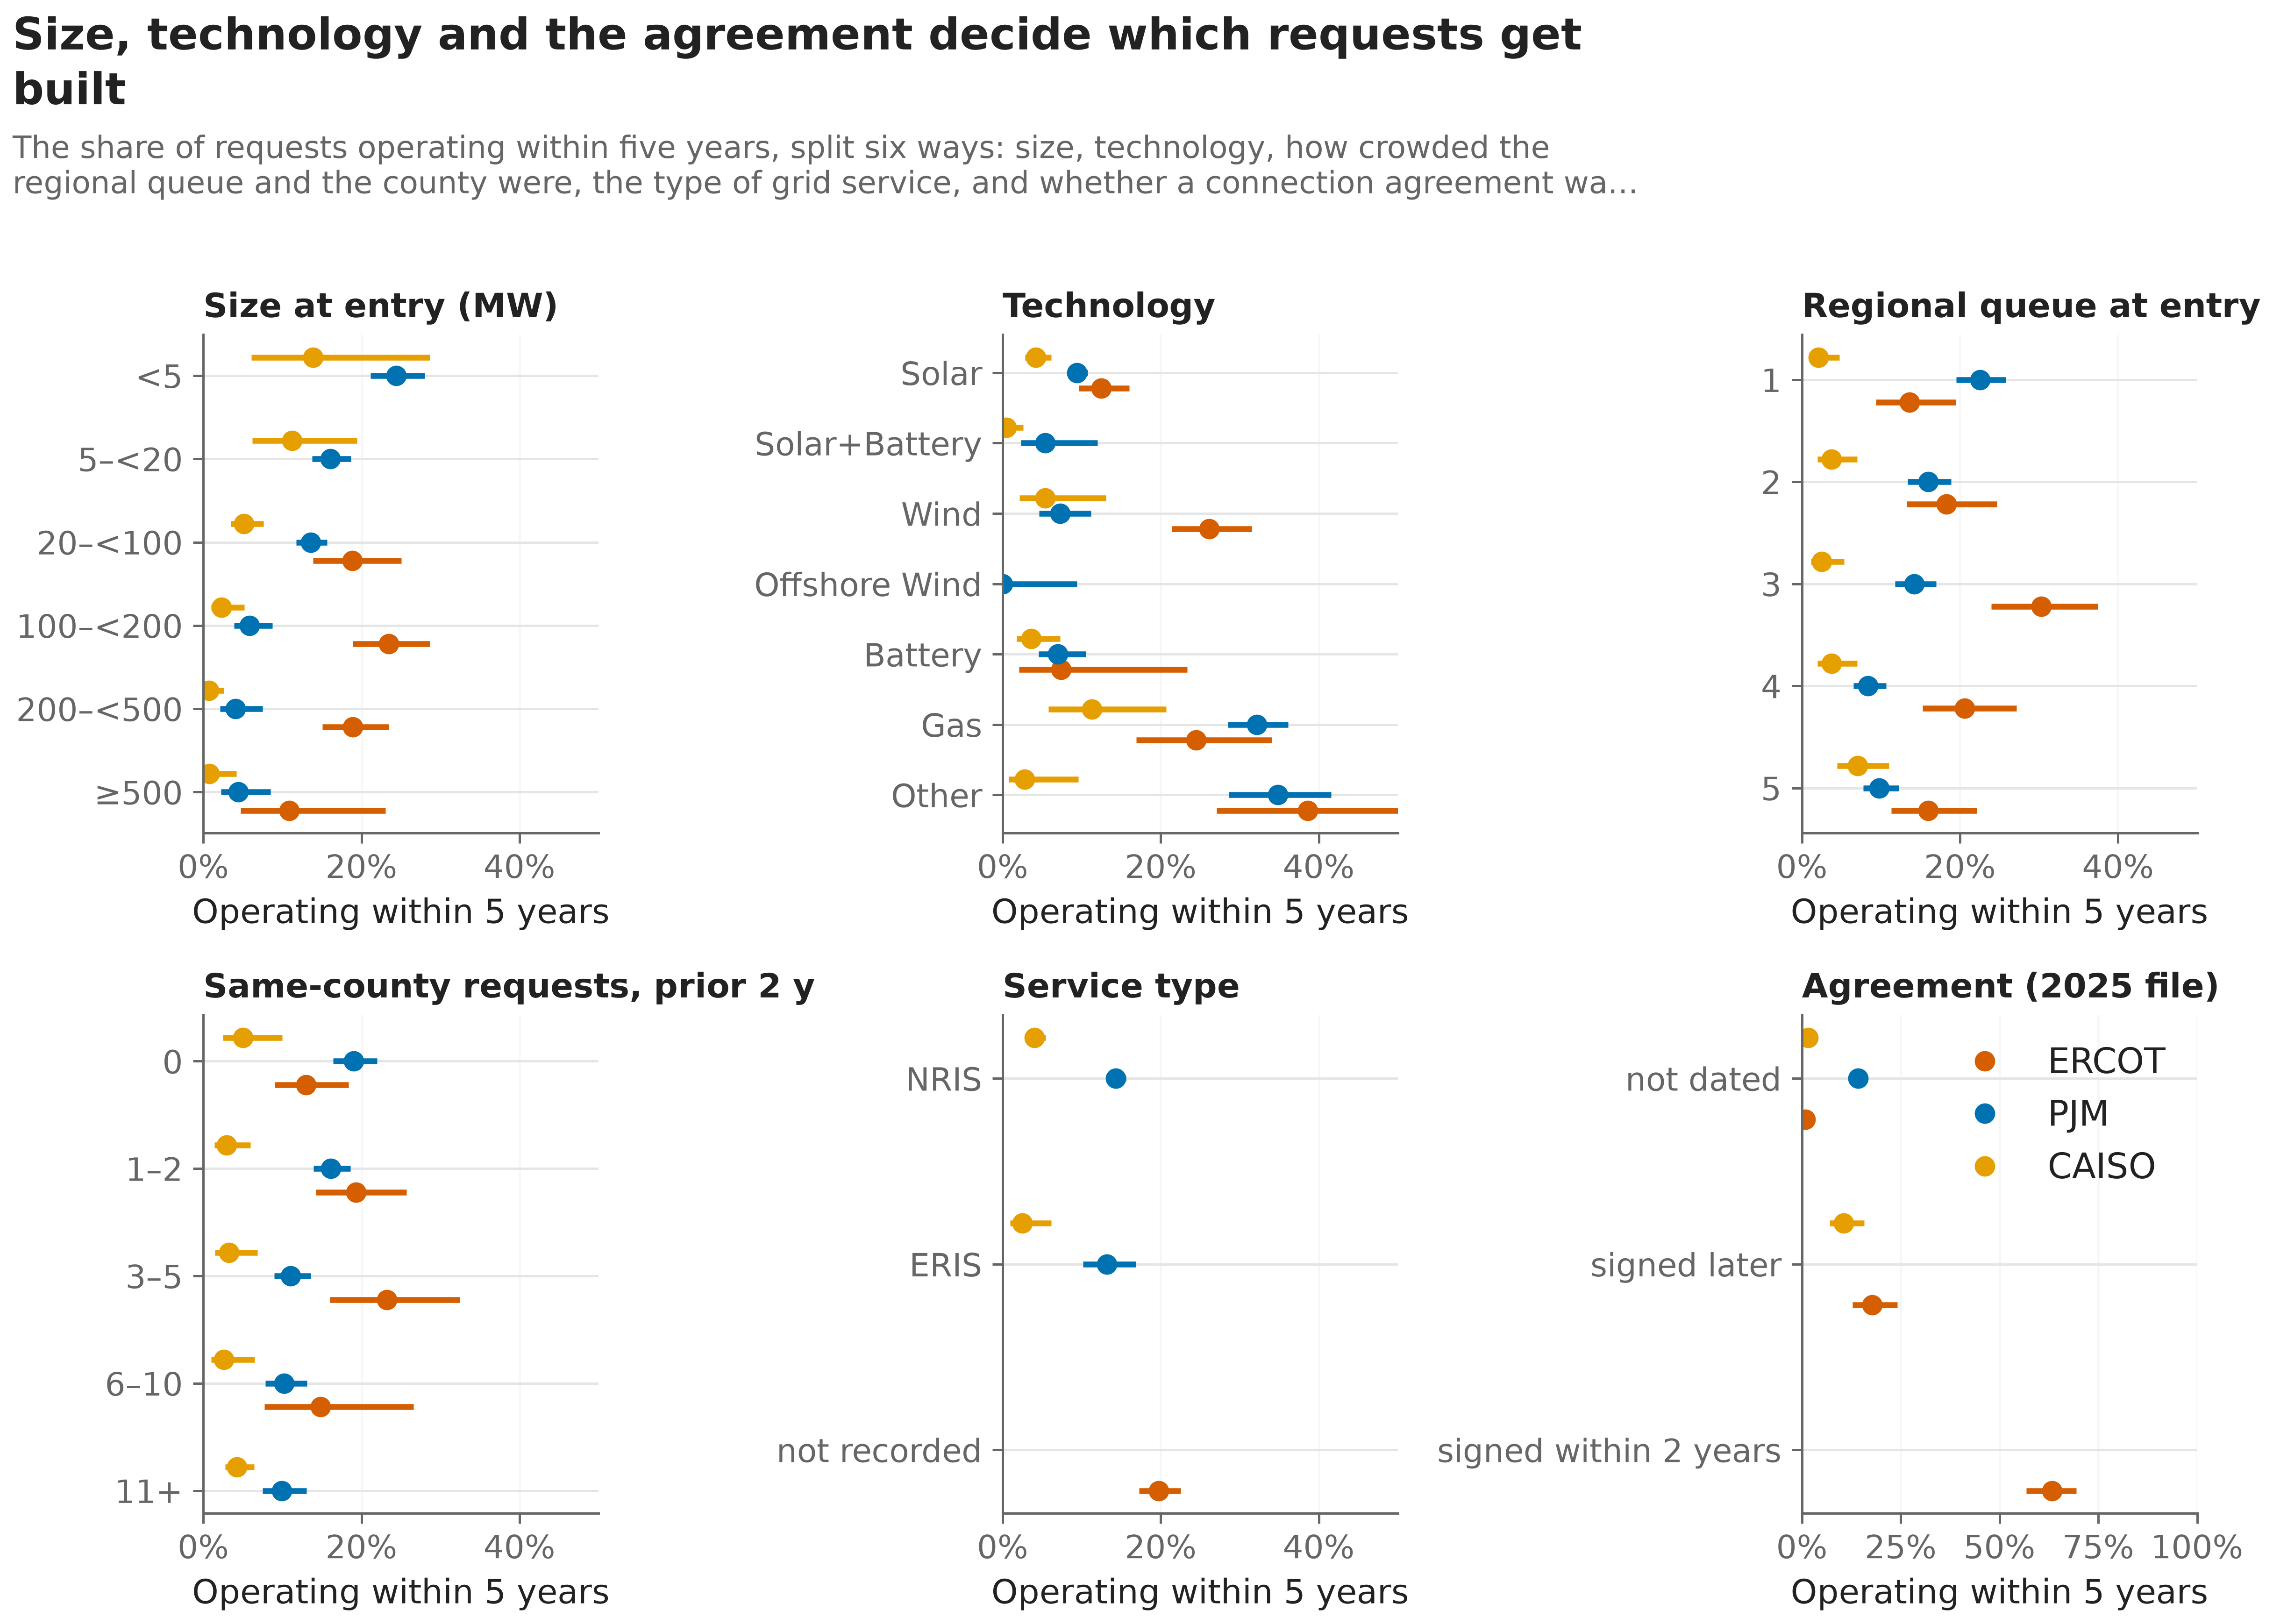 Size, technology and the agreement decide which requests get
built
The share of requests operating within five years, split six ways: size, technology, how crowded the
regional queue and the county were, the type of grid service, and whether a connection agreement wa…
Size at entry (MW)
<5
5–<20
20–<100
100–<200
200–<500
≥500
0%
20%
40%
Operating within 5 years
Technology
Solar
Solar+Battery
Wind
Offshore Wind
Battery
Gas
Other
0%
20%
40%
Operating within 5 years
Regional queue at entry
1
2
3
4
5
0%
20%
40%
Operating within 5 years
Same-county requests, prior 2 y
0
1–2
3–5
6–10
11+
0%
20%
40%
Operating within 5 years
Service type
NRIS
ERIS
not recorded
0%
20%
40%
Operating within 5 years
Agreement (2025 file)
not dated
signed later
signed within 2 years
ERCOT
PJM
CAISO
0%
25%
50%
75%
100%
Operating within 5 years